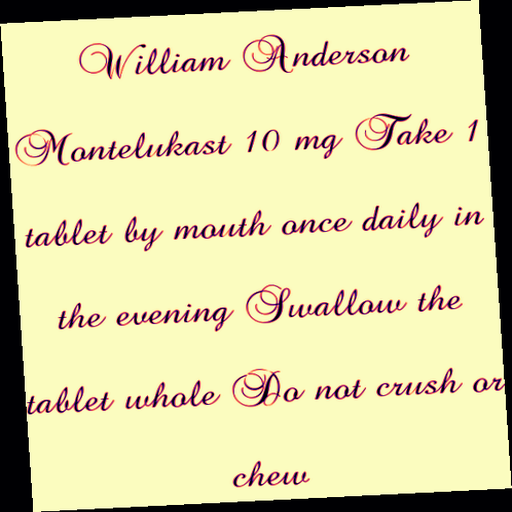 William Anderson
Montelukast 10 mg Take 1
tablet by mouth once daily in
the evening Swallow the
tablet whole Do not crush or
chew